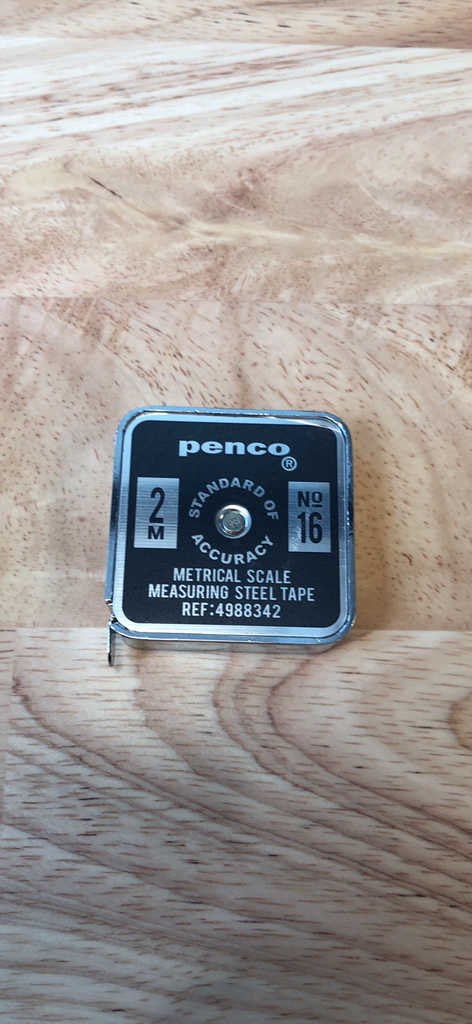 penco®
STANDARD OF
ACCURACY
2
M
Nº
16
METRICAL SCALE
MEASURING STEEL TAPE
REF:4988342